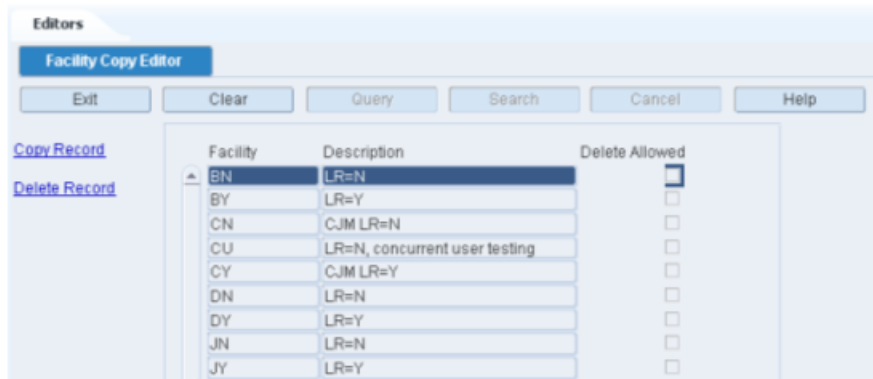 Editors
Facility Copy Editor
Exit Clear Query Search Cancel Help
Copy Record
Delete Record
Facility Description Delete Allowed
BN LR=N
BY LR=Y
CN CJM LR=N
CU LR=N, concurrent user testing
CY CJM LR=Y
DN LR=N
DY LR=Y
JN LR=N
JY LR=Y